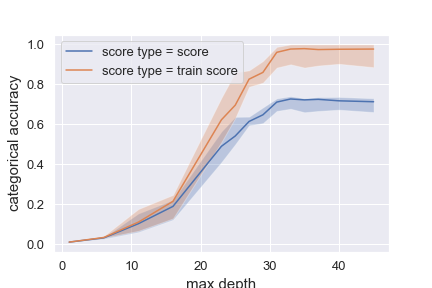 score type = score
score type = train score
1.0
0.8
0.6
0.4
0.2
0.0
categorical accuracy
0 10 20 30 40
max depth